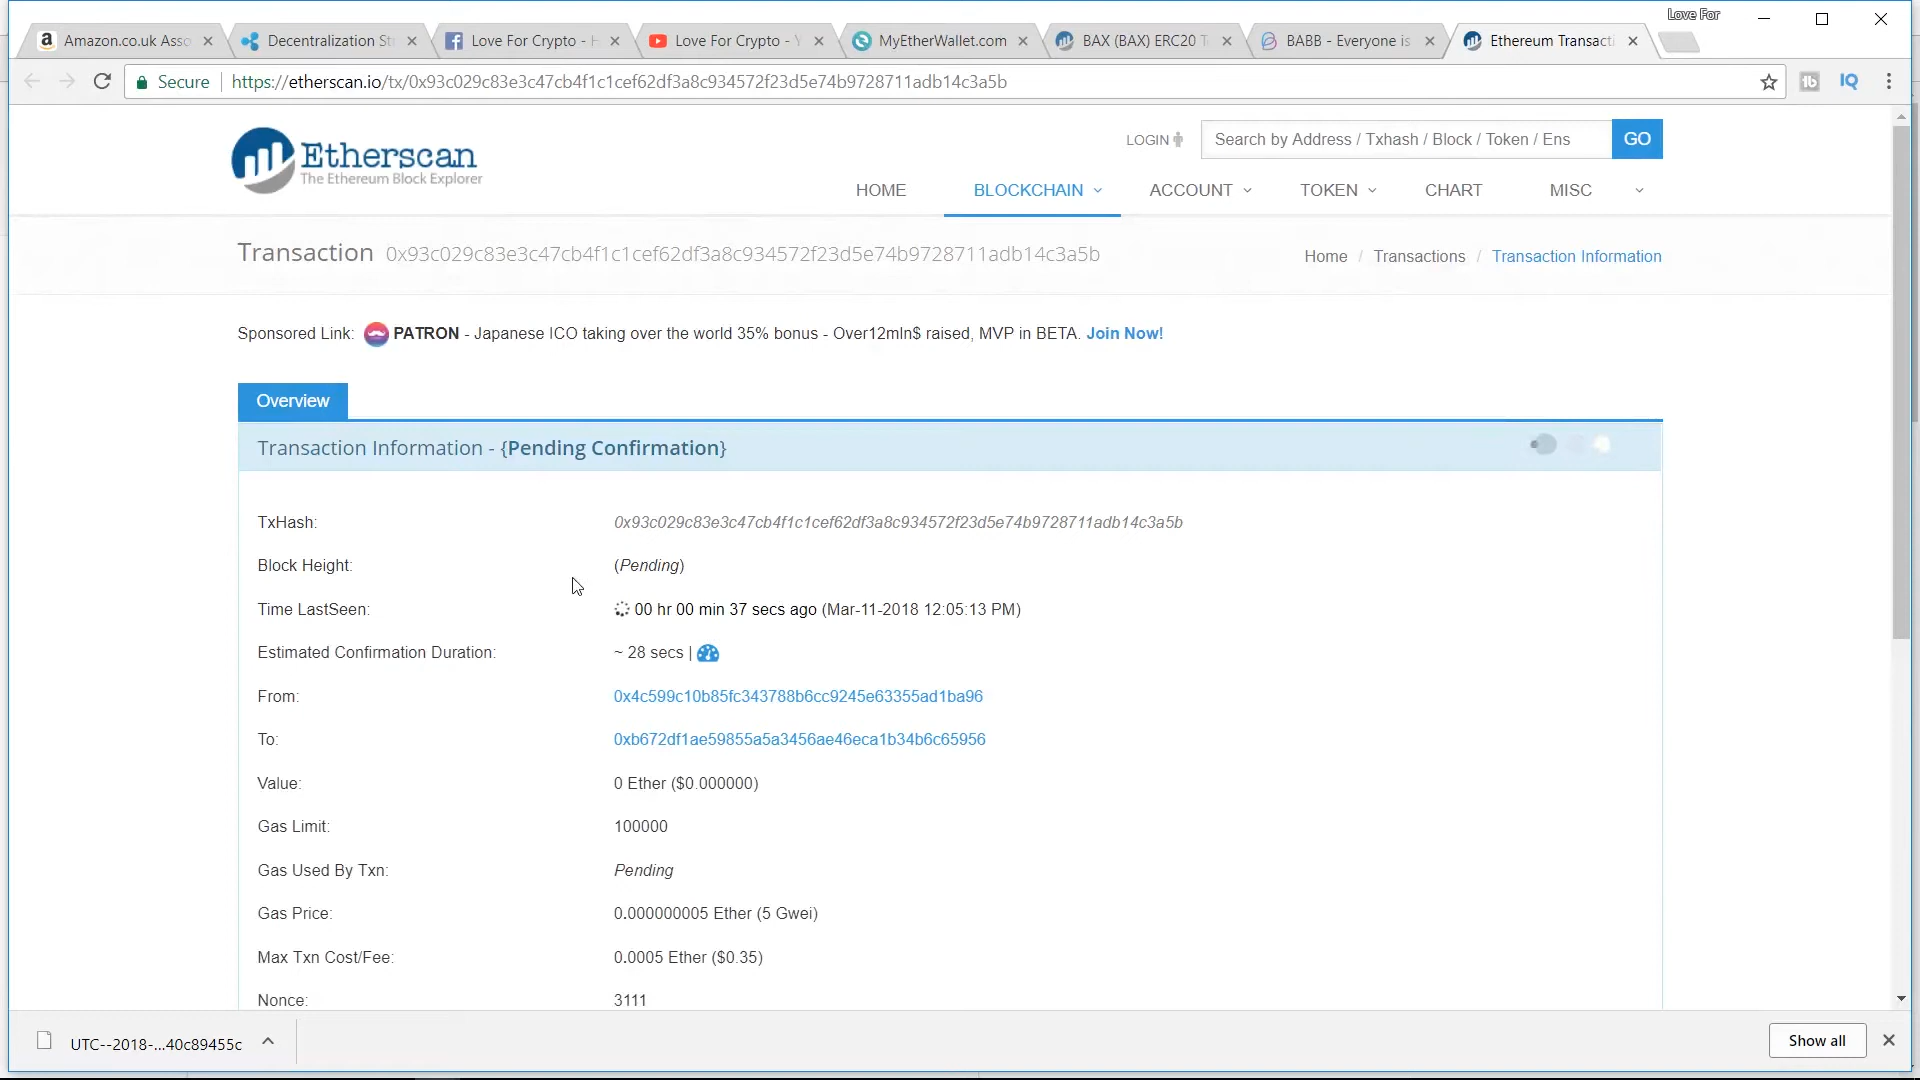 Love For
Amazon.co.uk Asso
Decentralization St
Love For Crypto - H
Love For Crypto - Y
MyEtherWallet.com
BAX (BAX) ERC20 T
BABB - Everyone is
Ethereum Transacti
Secure https://etherscan.io/tx/0x93c029c83e3c47cb4f1c1cef62df3a8c934572f23d5e74b9728711adb14c3a5b
IQ
Etherscan
The Ethereum Block Explorer
LOGIN
Search by Address / Txhash / Block / Token / Ens
GO
HOME BLOCKCHAIN ACCOUNT TOKEN CHART MISC
Transaction 0x93c029c83e3c47cb4f1c1cef62df3a8c934572f23d5e74b9728711adb14c3a5b
Home / Transactions / Transaction Information
Sponsored Link: PATRON - Japanese ICO taking over the world 35% bonus - Over12mln$ raised, MVP in BETA. Join Now!
Overview
Transaction Information - {Pending Confirmation}
TxHash: 0x93c029c83e3c47cb4f1c1cef62df3a8c934572f23d5e74b9728711adb14c3a5b
Block Height: (Pending)
Time LastSeen: 00 hr 00 min 37 secs ago (Mar-11-2018 12:05:13 PM)
Estimated Confirmation Duration: ~ 28 secs |
From: 0x4c599c10b85fc343788b6cc9245e63355ad1ba96
To: 0xb672df1ae59855a5a3456ae46eca1b34b6c65956
Value: 0 Ether ($0.000000)
Gas Limit: 100000
Gas Used By Txn: Pending
Gas Price: 0.000000005 Ether (5 Gwei)
Max Txn Cost/Fee: 0.0005 Ether ($0.35)
Nonce: 3111
UTC--2018-...40c89455c
Show all